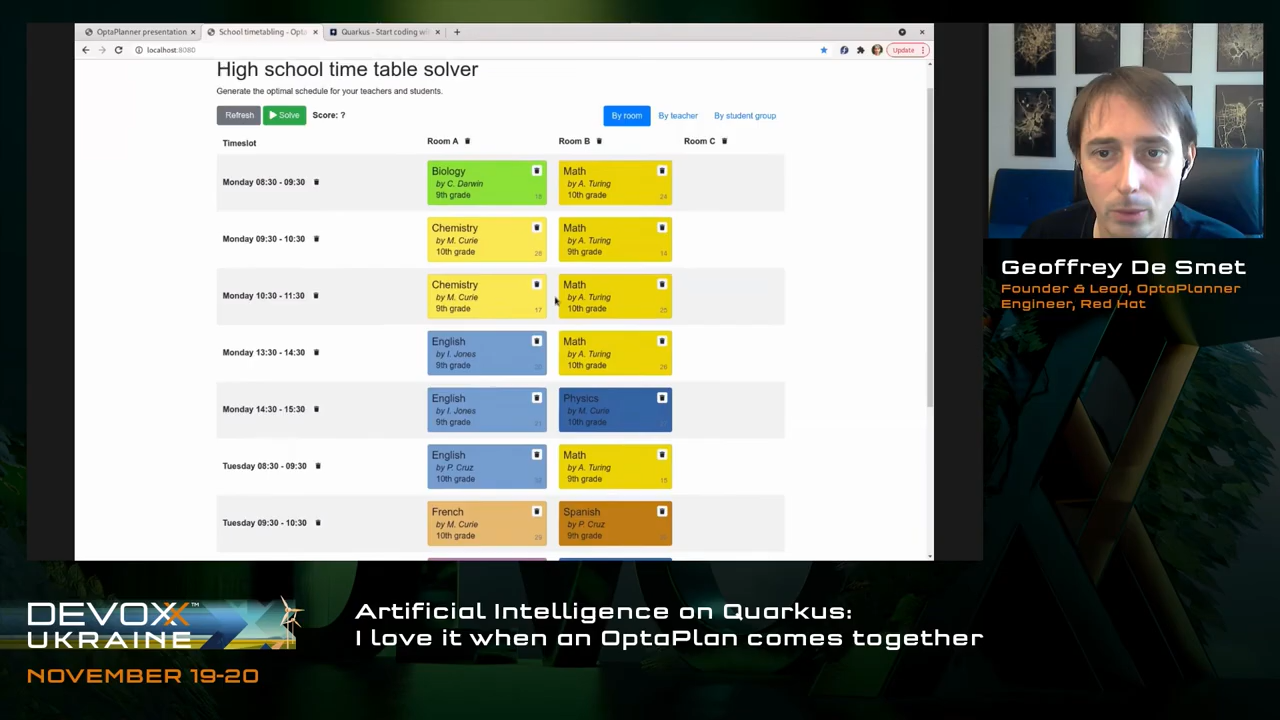 OptaPlanner presentation
School timetabling - Opta
Quarkus - Start coding wi
localhost:8080
Update
High school time table solver
Generate the optimal schedule for your teachers and students.
Refresh
Solve
Score: ?
By room
By teacher
By student group
Timeslot
Room A
Room B
Room C
Monday 08:30 - 09:30
Biology
by C. Darwin
9th grade
18
Math
by A. Turing
10th grade
24
Monday 09:30 - 10:30
Chemistry
by M. Curie
10th grade
Math
by A. Turing
9th grade
14
Monday 10:30 - 11:30
Chemistry
by M. Curie
9th grade
17
Math
by A. Turing
10th grade
25
Monday 13:30 - 14:30
English
by I. Jones
9th grade
Math
by A. Turing
10th grade
Monday 14:30 - 15:30
English
by I. Jones
9th grade
Physics
by M. Curie
10th grade
Tuesday 08:30 - 09:30
English
by P. Cruz
10th grade
Math
by A. Turing
9th grade
15
Tuesday 09:30 - 10:30
French
by M. Curie
10th grade
Spanish
by P. Cruz
9th grade
Geoffrey De Smet
Founder & Lead, OptaPlanner
Engineer, Red Hat
DEVOXX™
UKRAINE
NOVEMBER 19-20
Artificial Intelligence on Quarkus:
I love it when an OptaPlan comes together